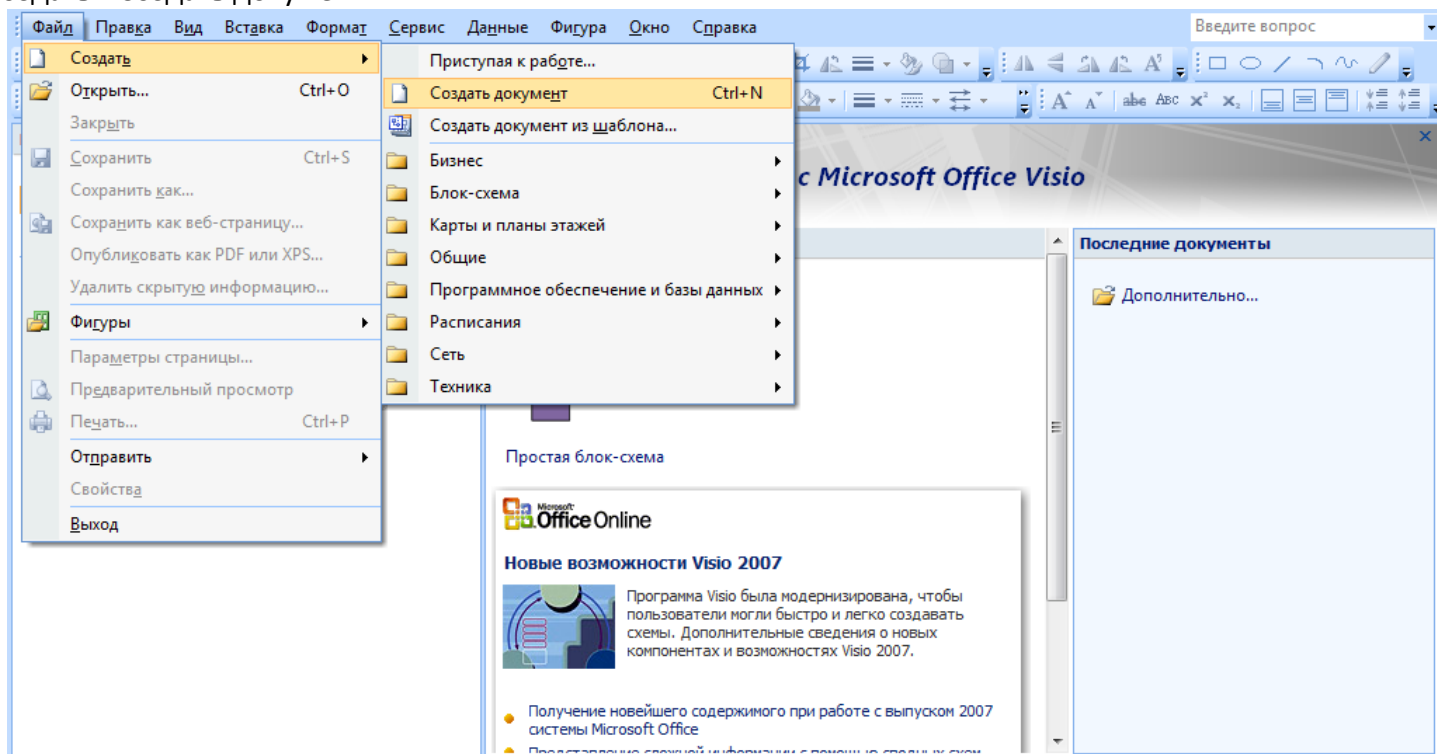 Файл Правка Вид Вставка Формат Сервис Данные Фигура Окно Справка Введите вопрос
Создать
Открыть... Ctrl+O
Закрыть
Сохранить Ctrl+S
Сохранить как...
Сохранить как веб-страницу...
Опубликовать как PDF или XPS...
Удалить скрытую информацию...
Фигуры
Параметры страницы...
Предварительный просмотр
Печать... Ctrl+P
Отправить
Свойства
Выход
Приступая к работе...
Создать документ Ctrl+N
Создать документ из шаблона...
Бизнес
Блок-схема
Карты и планы этажей
Общие
Программное обеспечение и базы данных
Расписания
Сеть
Техника
A A abc ABC x² x₂
с Microsoft Office Visio
Последние документы
Дополнительно...
Простая блок-схема
Microsoft
Office Online
Новые возможности Visio 2007
Программа Visio была модернизирована, чтобы
пользователи могли быстро и легко создавать
схемы. Дополнительные сведения о новых
компонентах и возможностях Visio 2007.
Получение новейшего содержимого при работе с выпуском 2007
системы Microsoft Office